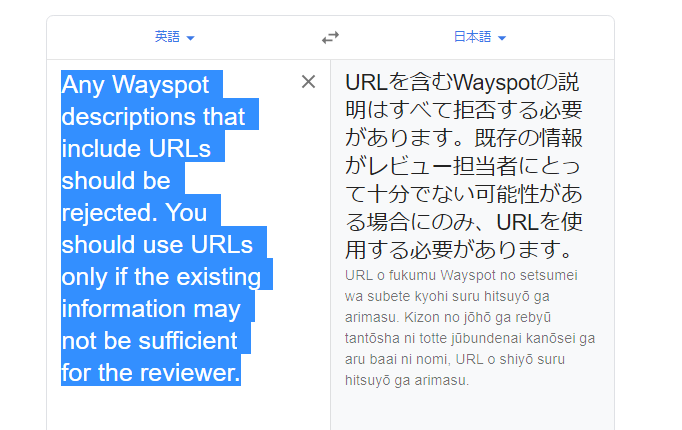 英語
日本語
Any Wayspot
descriptions that
include URLs
should be
rejected. You
should use URLs
only if the existing
information may
not be sufficient
for the reviewer.
URLを含むWayspotの説
明はすべて拒否する必要
があります。既存の情報
がレビュー担当者にとっ
て十分でない可能性があ
る場合にのみ、URLを使
用する必要があります。
URL o fukumu Wayspot no setsumei
wa subete kyohi suru hitsuyō ga
arimasu. Kizon no jōhō ga rebyū
tantōsha ni totte jūbundenai kanōsei ga
aru baai ni nomi, URL o shiyō suru
hitsuyō ga arimasu.